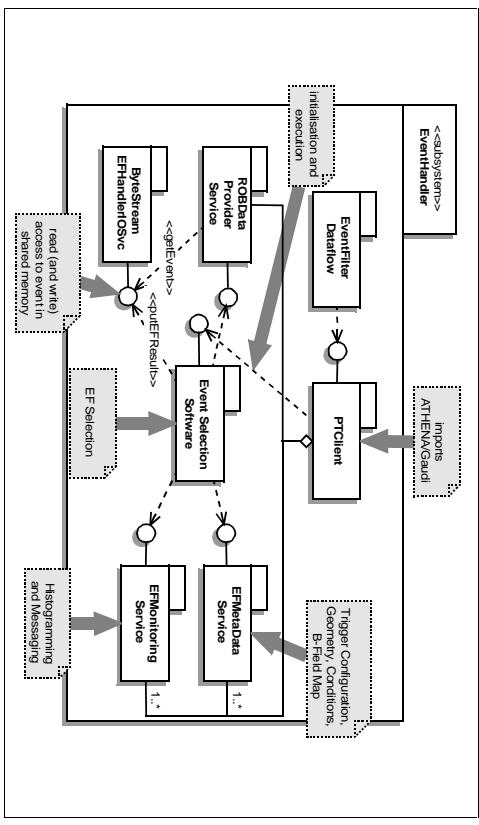 <<subsystem>>
EventHandler
imports
ATHENA/Gaudi
EventFilter
Dataflow
PTClient
initialisation and
execution
Trigger Configuration,
Geometry, Conditions,
B-Field Map
ROBData
Provider
Service
Event Selection
Software
EFMetaData
Service
1..*
<<getEvent>>
<<putEFResult>>
ByteStream
EFHandlerIOSvc
EFMonitoring
Service
1..*
read (and write)
access to event in
shared memory
EF Selection
Histogramming
and Messaging